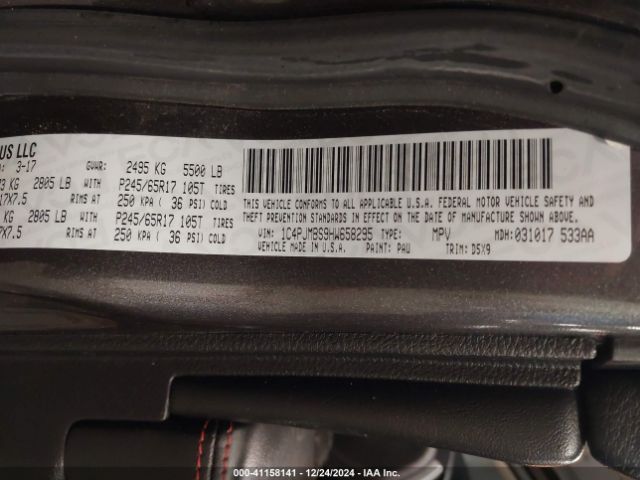 US LLC
3-17 GVWR: 2495 KG 5500 LB
KG 2805 LB WITH P245/65R17 105T TIRES
17X7.5 RIMS AT 250 KPA ( 36 PSI) COLD
KG 2805 LB WITH P245/65R17 105T TIRES
7X7.5 RIMS AT 250 KPA ( 36 PSI) COLD
THIS VEHICLE CONFORMS TO ALL APPLICABLE U.S.A. FEDERAL MOTOR VEHICLE SAFETY AND
THEFT PREVENTION STANDARDS IN EFFECT ON THE DATE OF MANUFACTURE SHOWN ABOVE.
VIN: 1C4PJMBS9HW658295 TYPE: MPV MDH: 031017 533AA
VEHICLE MADE IN U.S.A. PAINT: PAU TRIM: D5X9
000-41158141 - 12/24/2024 - IAA Inc.